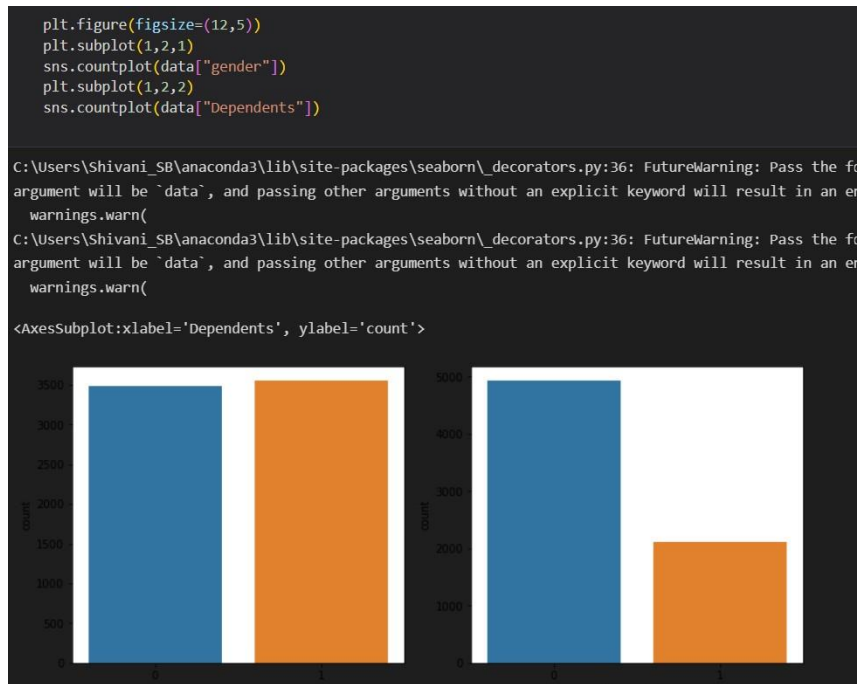 plt.figure(figsize=(12,5))
plt.subplot(1,2,1)
sns.countplot(data["gender"])
plt.subplot(1,2,2)
sns.countplot(data["Dependents"])
C:\Users\Shivani_SB\anaconda3\lib\site-packages\seaborn\_decorators.py:36: FutureWarning: Pass the fo
argument will be `data`, and passing other arguments without an explicit keyword will result in an er
warnings.warn(
C:\Users\Shivani_SB\anaconda3\lib\site-packages\seaborn\_decorators.py:36: FutureWarning: Pass the fo
argument will be `data`, and passing other arguments without an explicit keyword will result in an er
warnings.warn(
<AxesSubplot:xlabel='Dependents', ylabel='count'>
3500
3000
2500
2000
1500
1000
500
0
count
0 1
5000
4000
3000
2000
1000
0
count
0 1